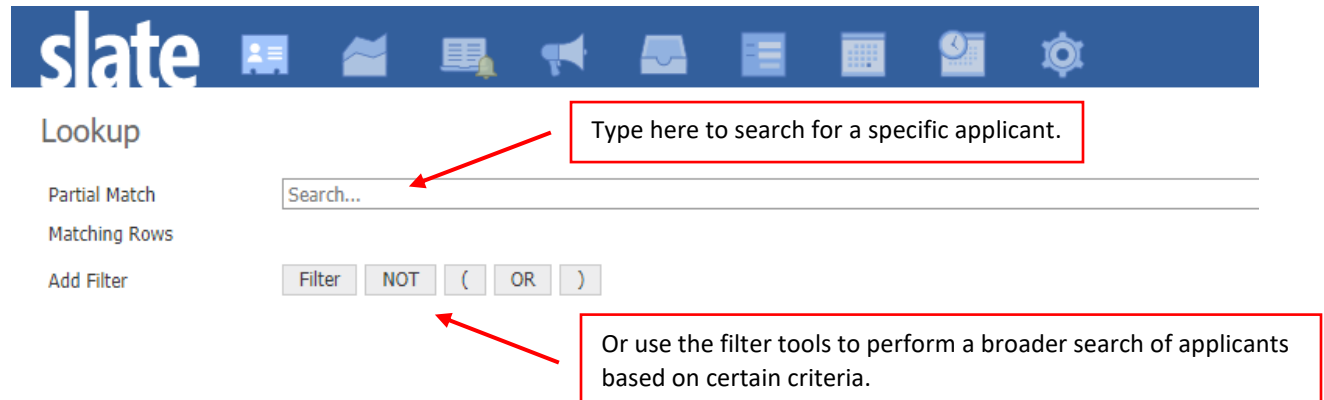 slate
Lookup
Type here to search for a specific applicant.
Partial Match
Search...
Matching Rows
Add Filter
Filter NOT ( OR )
Or use the filter tools to perform a broader search of applicants
based on certain criteria.